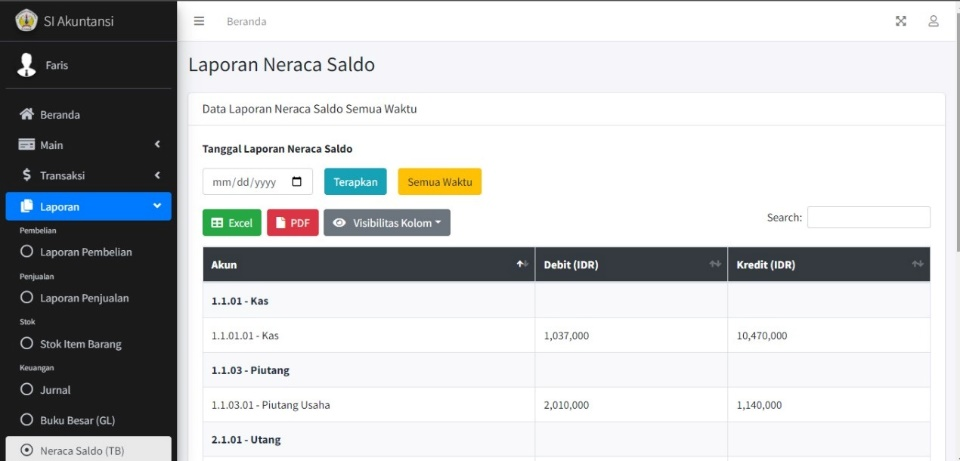 SI Akuntansi
Beranda
Faris
Beranda
Main
Transaksi
Laporan
Pembelian
Laporan Pembelian
Penjualan
Laporan Penjualan
Stok
Stok Item Barang
Keuangan
Jurnal
Buku Besar (GL)
Neraca Saldo (TB)
Laporan Neraca Saldo
Data Laporan Neraca Saldo Semua Waktu
Tanggal Laporan Neraca Saldo
mm/dd/yyyy Terapkan Semua Waktu
Excel PDF Visibilitas Kolom Search:
Akun Debit (IDR) Kredit (IDR)
1.1.01 - Kas
1.1.01.01 - Kas 1,037,000 10,470,000
1.1.03 - Piutang
1.1.03.01 - Piutang Usaha 2,010,000 1,140,000
2.1.01 - Utang